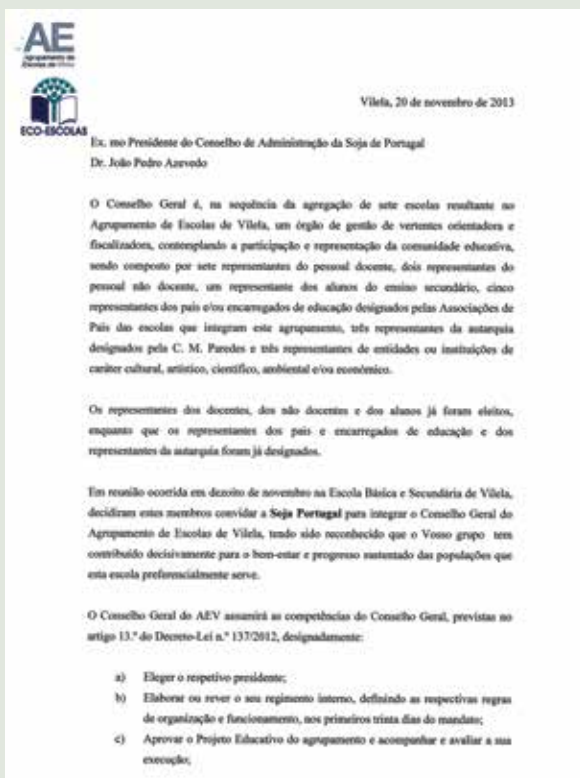 AE
Agrupamento de
Escolas de Vilela
ECO-ESCOLAS
Vilela, 20 de novembro de 2013
Ex. mo Presidente do Conselho de Administração da Soja de Portugal
Dr. João Pedro Azevedo
O Conselho Geral é, na sequência da agregação de sete escolas resultante no
Agrupamento de Escolas de Vilela, um órgão de gestão de vertentes orientadora e
fiscalizadora, contemplando a participação e representação da comunidade educativa,
sendo composto por sete representantes do pessoal docente, dois representantes do
pessoal não docente, um representante dos alunos do ensino secundário, cinco
representantes dos pais e/ou encarregados de educação designados pelas Associações de
Pais das escolas que integram este agrupamento, três representantes da autarquia
designados pela C. M. Paredes e três representantes de entidades ou instituições de
caráter cultural, artístico, científico, ambiental e/ou económico.
Os representantes dos docentes, dos não docentes e dos alunos já foram eleitos,
enquanto que os representantes dos pais e encarregados de educação e dos
representantes da autarquia foram já designados.
Em reunião ocorrida em dezoito de novembro na Escola Básica e Secundária de Vilela,
decidiram estes membros convidar a Soja Portugal para integrar o Conselho Geral do
Agrupamento de Escolas de Vilela, tendo sido reconhecido que o Vosso grupo tem
contribuído decisivamente para o bem-estar e progresso sustentado das populações que
esta escola preferencialmente serve.
O Conselho Geral do AEV assumirá as competências do Conselho Geral, previstas no
artigo 13.º do Decreto-Lei n.º 137/2012, designadamente:
a) Eleger o respetivo presidente;
b) Elaborar ou rever o seu regimento interno, definindo as respectivas regras
de organização e funcionamento, nos primeiros trinta dias do mandato;
c) Aprovar o Projeto Educativo do agrupamento e acompanhar e avaliar a sua
execução;